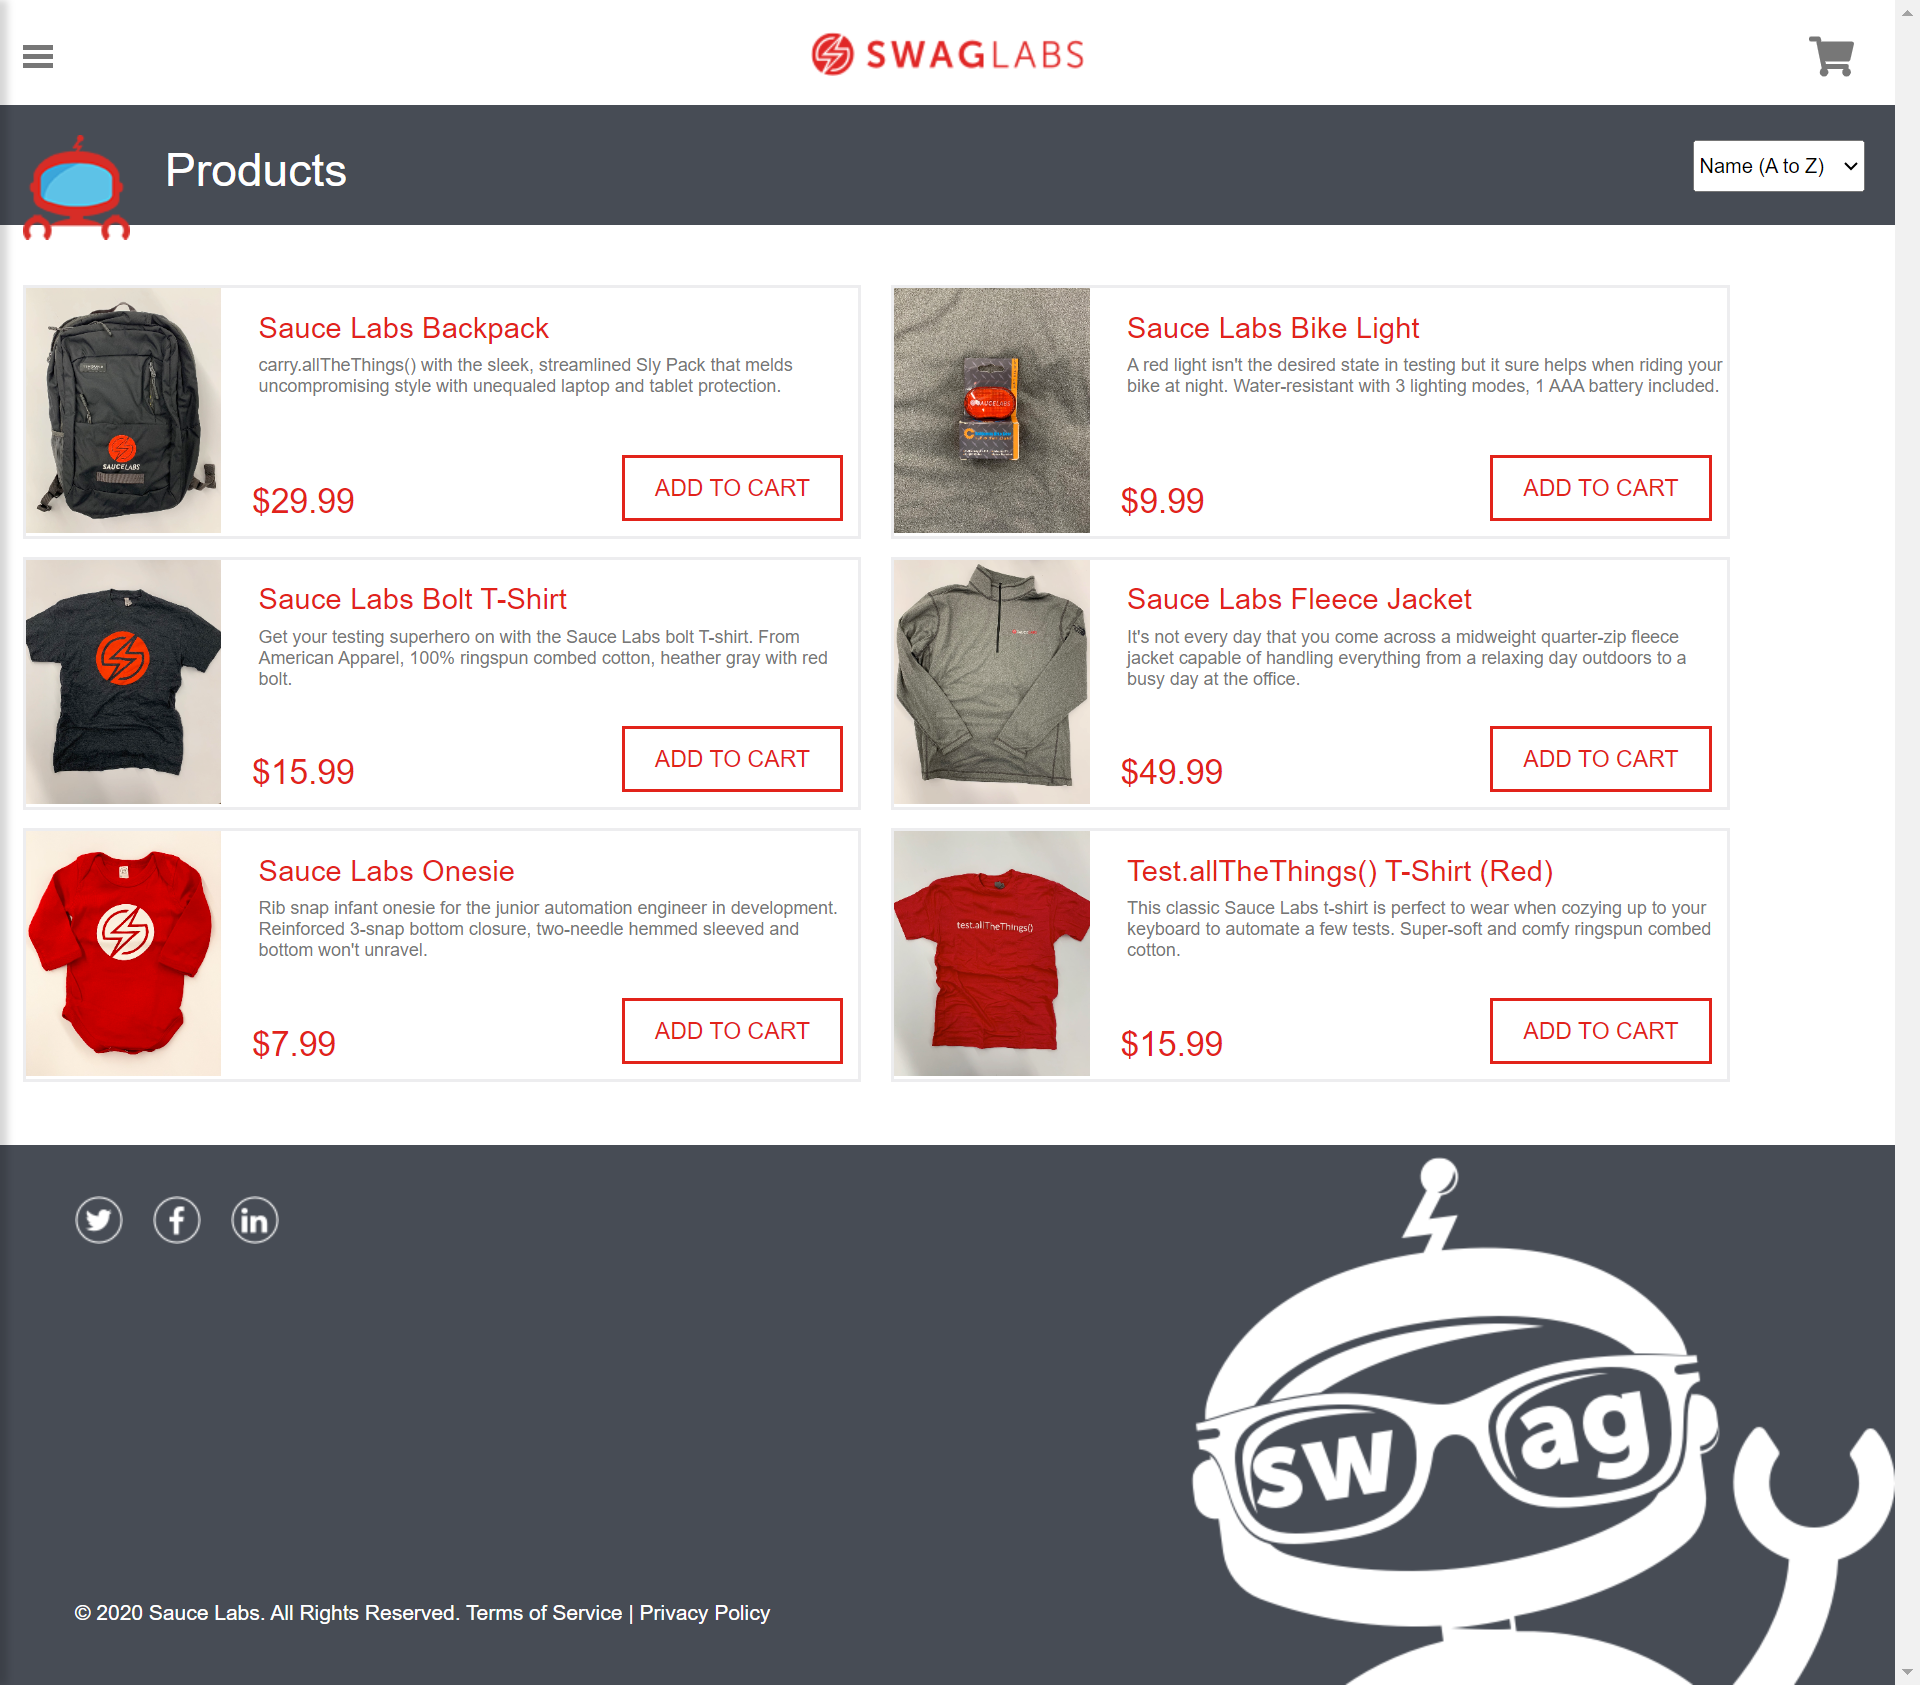 SWAGLABS
Products
Name (A to Z)
Sauce Labs Backpack
carry.allTheThings() with the sleek, streamlined Sly Pack that melds
uncompromising style with unequaled laptop and tablet protection.
$29.99
ADD TO CART
SAUCELABS
Sauce Labs Bike Light
A red light isn't the desired state in testing but it sure helps when riding your
bike at night. Water-resistant with 3 lighting modes, 1 AAA battery included.
$9.99
ADD TO CART
SAUCELABS
Sauce Labs Bolt T-Shirt
Get your testing superhero on with the Sauce Labs bolt T-shirt. From
American Apparel, 100% ringspun combed cotton, heather gray with red
bolt.
$15.99
ADD TO CART
Sauce Labs Fleece Jacket
It's not every day that you come across a midweight quarter-zip fleece
jacket capable of handling everything from a relaxing day outdoors to a
busy day at the office.
$49.99
ADD TO CART
Sauce Labs Onesie
Rib snap infant onesie for the junior automation engineer in development.
Reinforced 3-snap bottom closure, two-needle hemmed sleeved and
bottom won't unravel.
$7.99
ADD TO CART
Test.allTheThings() T-Shirt (Red)
This classic Sauce Labs t-shirt is perfect to wear when cozying up to your
keyboard to automate a few tests. Super-soft and comfy ringspun combed
cotton.
$15.99
ADD TO CART
test.allTheThings()
swag
© 2020 Sauce Labs. All Rights Reserved. Terms of Service | Privacy Policy